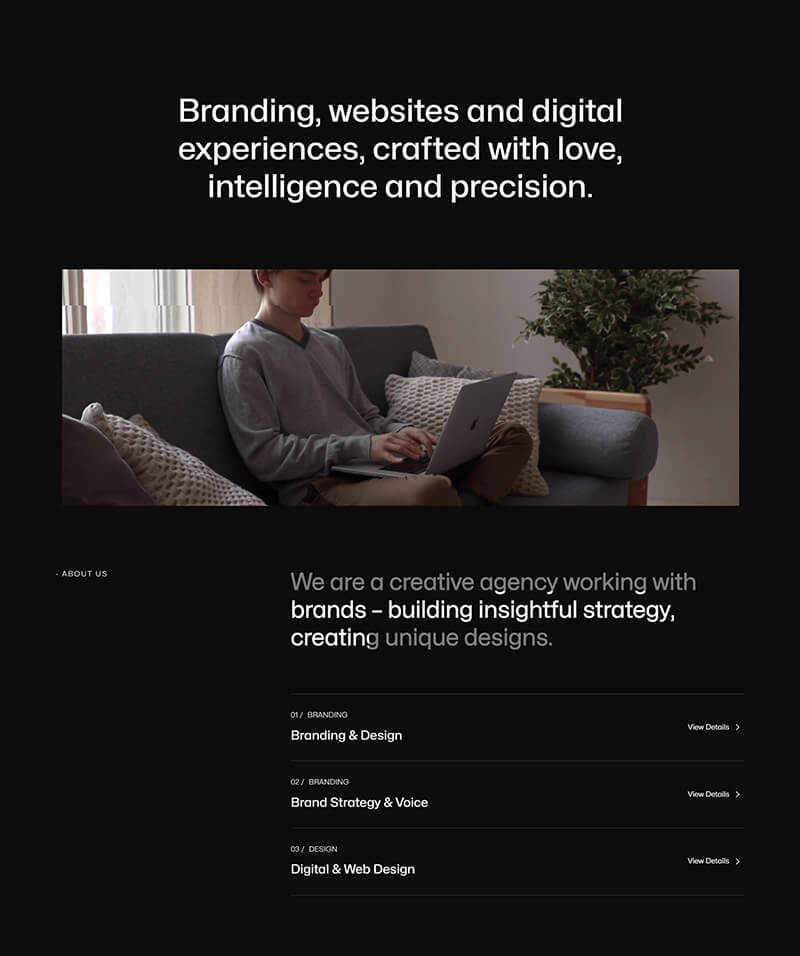 Branding, websites and digital
experiences, crafted with love,
intelligence and precision.
- ABOUT US
We are a creative agency working with
brands – building insightful strategy,
creating unique designs.
01 / BRANDING
Branding & Design
View Details
02 / BRANDING
Brand Strategy & Voice
View Details
03 / DESIGN
Digital & Web Design
View Details